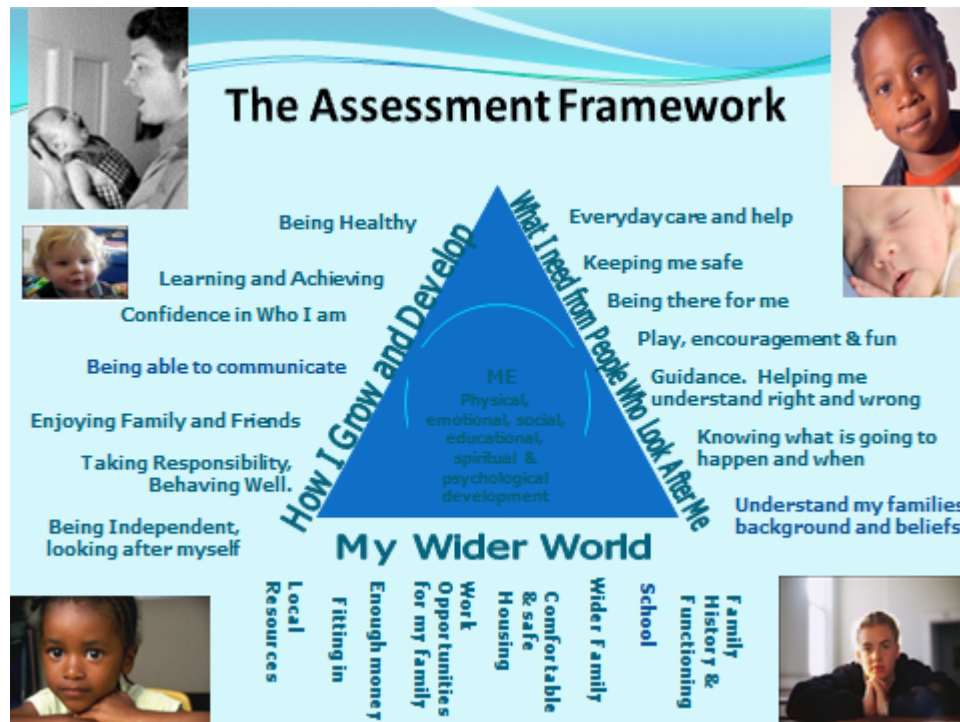 The Assessment Framework
Being Healthy
Learning and Achieving
Confidence in Who I am
Being able to communicate
Enjoying Family and Friends
Taking Responsibility,
Behaving Well.
Being Independent,
looking after myself
How I Grow and Develop
What I need from People Who Look After Me
Everyday care and help
Keeping me safe
Being there for me
Play, encouragement & fun
Guidance. Helping me
understand right and wrong
Knowing what is going to
happen and when
Understand my families
background and beliefs
ME
Physical,
emotional, social,
educational,
spiritual &
psychological
development
My Wider World
Local
Resources
Fitting in
Enough money
Work
Opportunities
for my family
Comfortable
& safe
Housing
Wider Family
School
Family
History &
Functioning